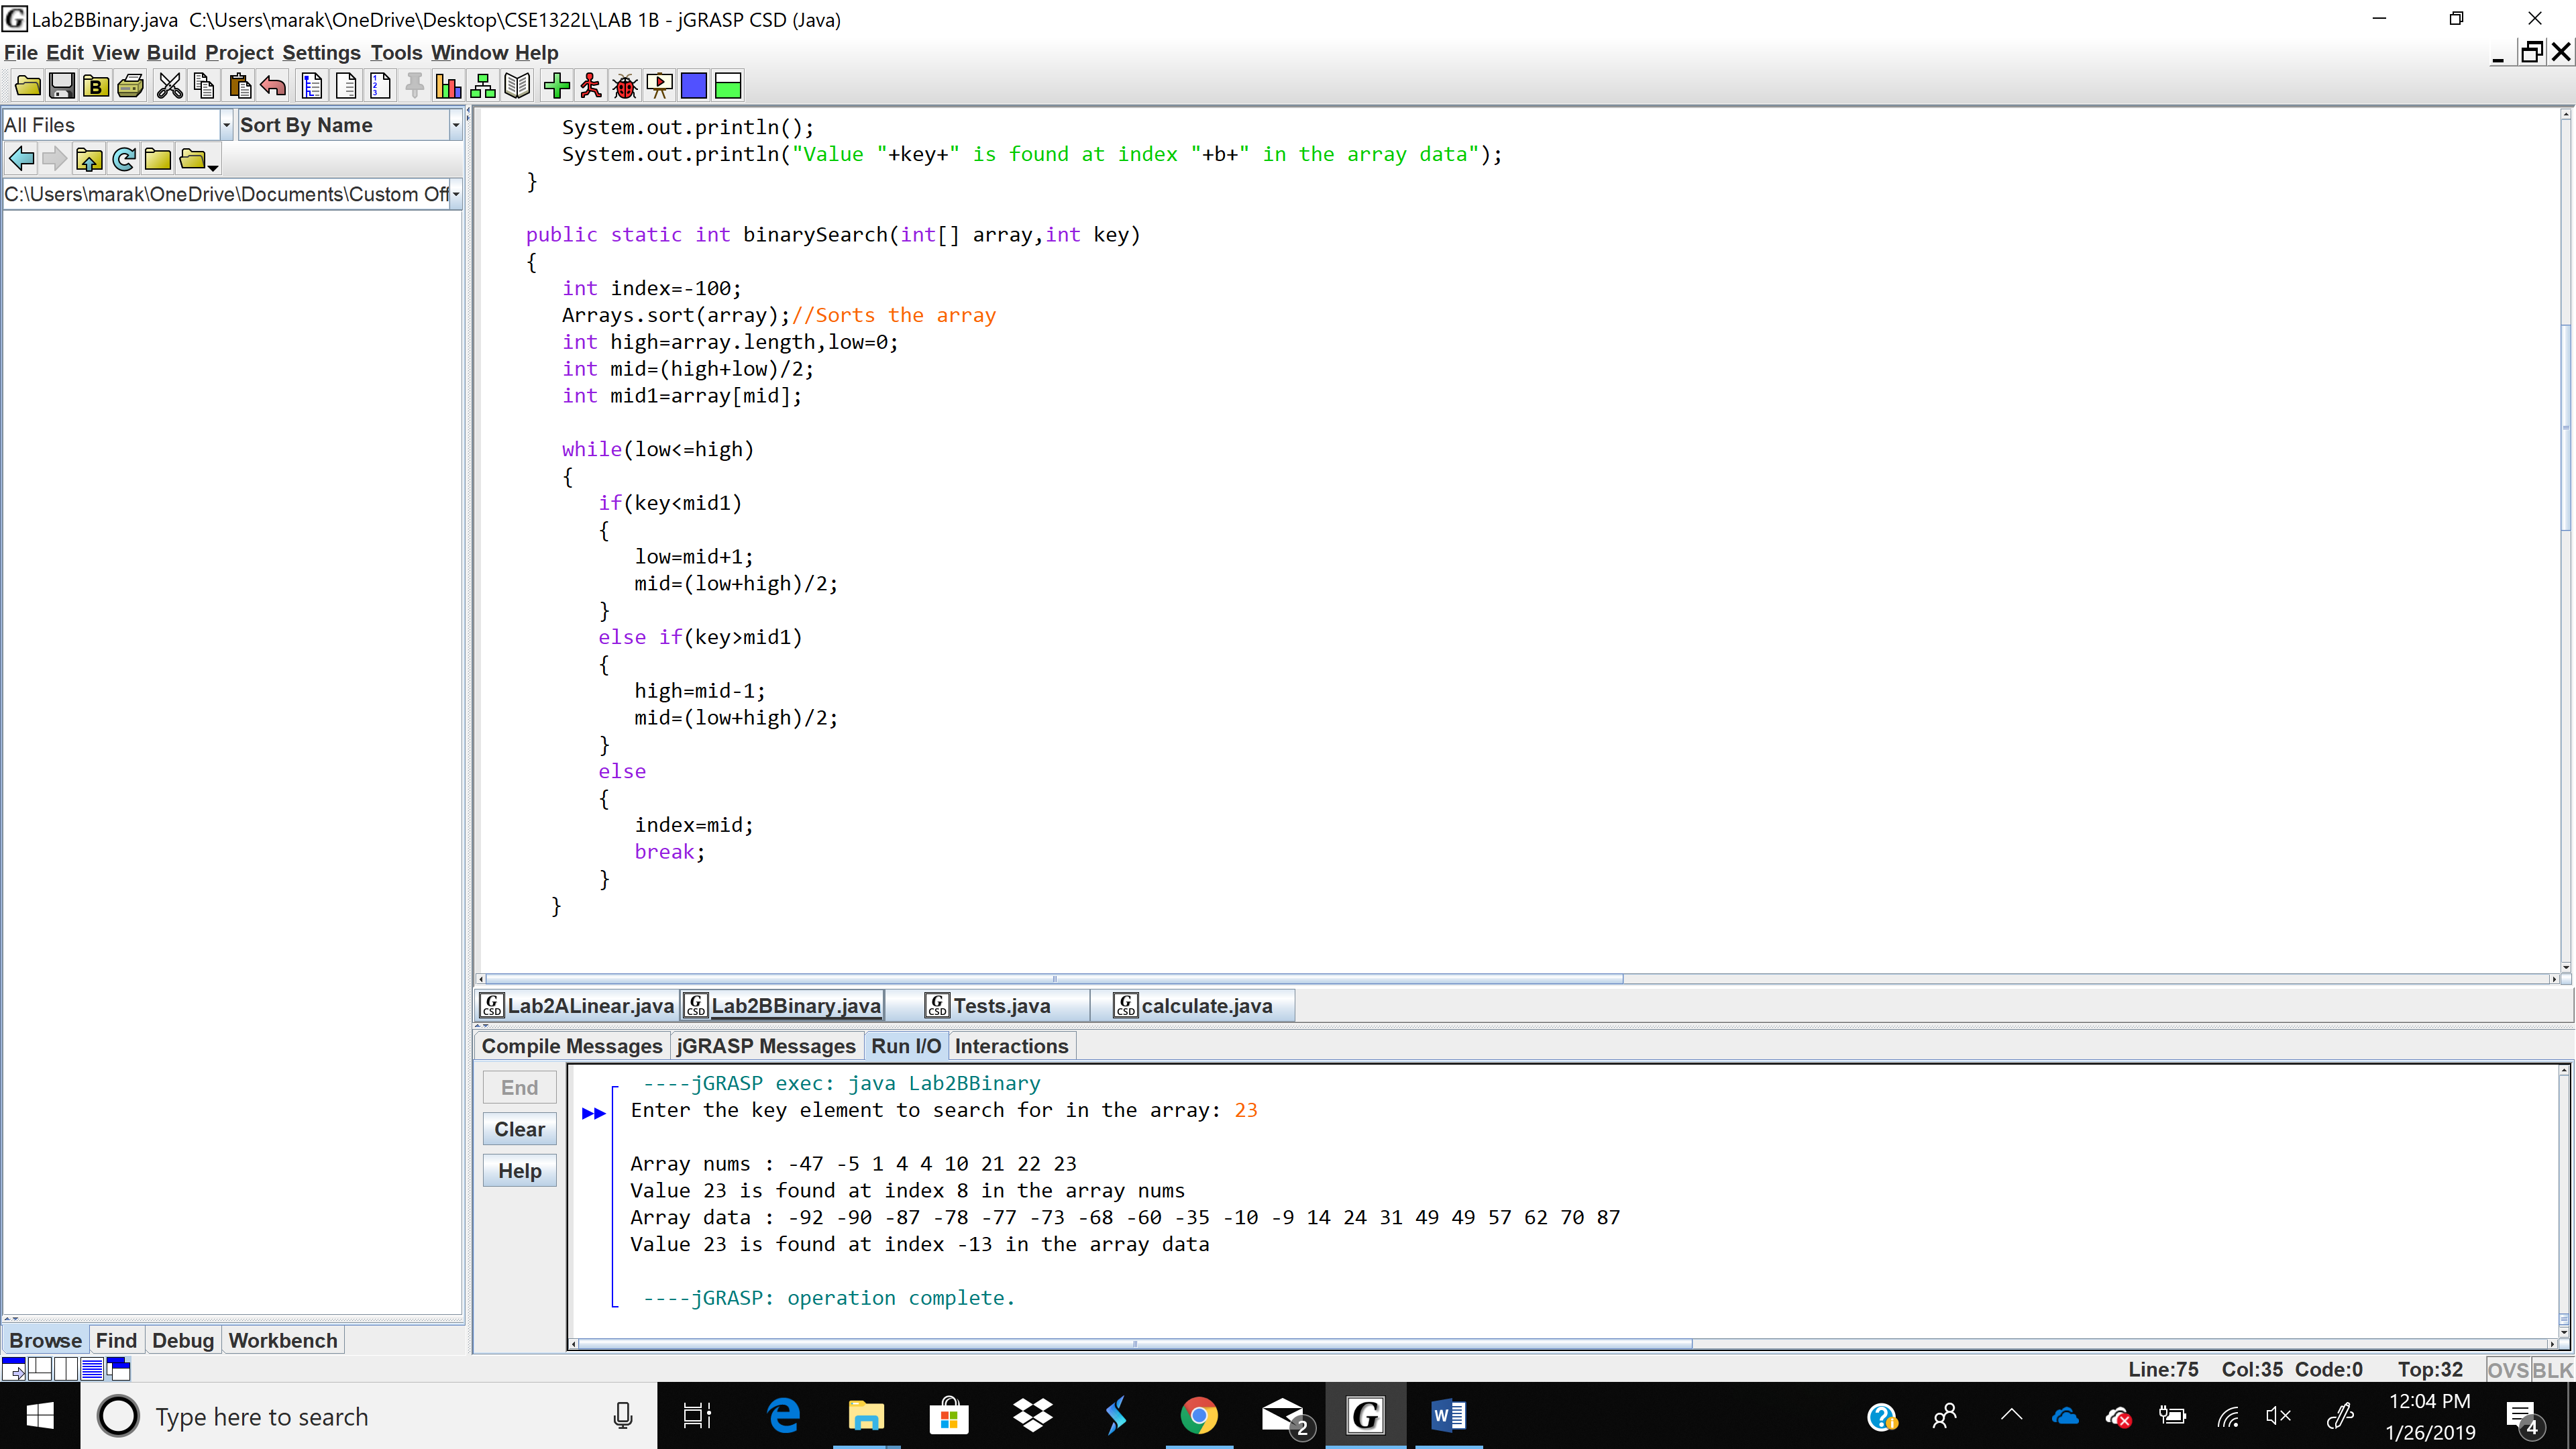 Lab2BBinary.java C:\Users\marak\OneDrive\Desktop\CSE1322L\LAB 1B - jGRASP CSD (Java)
File Edit View Build Project Settings Tools Window Help
All Files
Sort By Name
C:\Users\marak\OneDrive\Documents\Custom Off
System.out.println();
System.out.println("Value "+key+" is found at index "+b+" in the array data");
}
public static int binarySearch(int[] array,int key)
{
int index=-100;
Arrays.sort(array);//Sorts the array
int high=array.length,low=0;
int mid=(high+low)/2;
int mid1=array[mid];
while(low<=high)
{
if(key<mid1)
{
low=mid+1;
mid=(low+high)/2;
}
else if(key>mid1)
{
high=mid-1;
mid=(low+high)/2;
}
else
{
index=mid;
break;
}
}
Lab2ALinear.java
Lab2BBinary.java
Tests.java
calculate.java
Compile Messages
jGRASP Messages
Run I/O
Interactions
End
Clear
Help
----jGRASP exec: java Lab2BBinary
Enter the key element to search for in the array: 23
Array nums : -47 -5 1 4 4 10 21 22 23
Value 23 is found at index 8 in the array nums
Array data : -92 -90 -87 -78 -77 -73 -68 -60 -35 -10 -9 14 24 31 49 49 57 62 70 87
Value 23 is found at index -13 in the array data
----jGRASP: operation complete.
Browse
Find
Debug
Workbench
Line:75 Col:35 Code:0 Top:32 OVS BLK
Type here to search
2
12:04 PM
1/26/2019
4